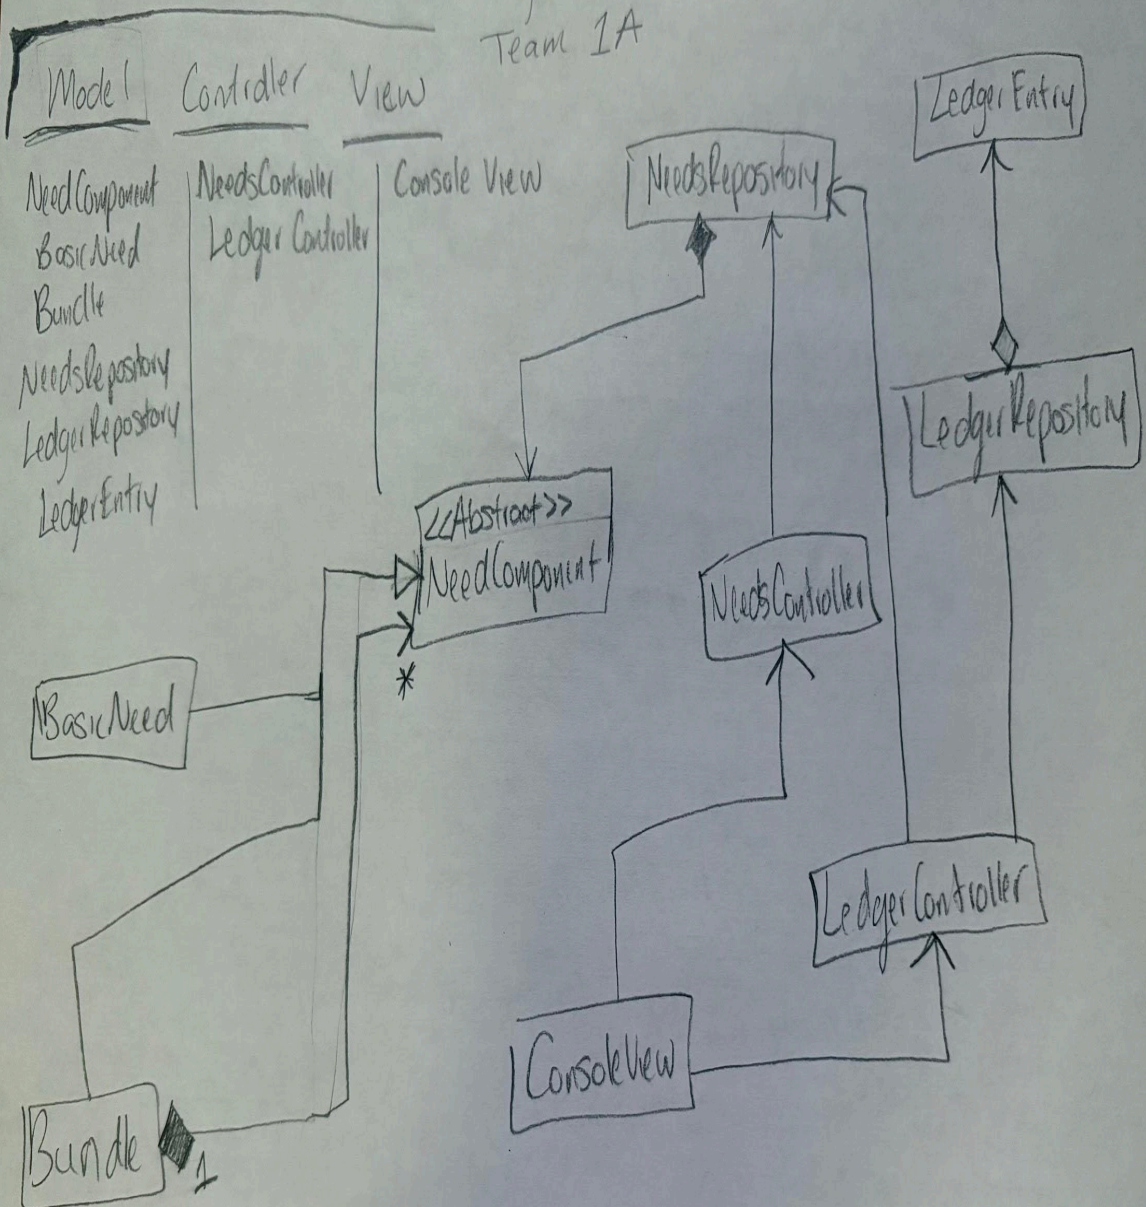 Team 1A
Model Controller View
NeedComponent
BasicNeed
Bundle
NeedsRepository
LedgerRepository
LedgerEntry
NeedsController
Ledger Controller
Console View
LedgerEntry
NeedsRepository
LedgerRepository
<<Abstract>>
NeedComponent
*
NeedsController
BasicNeed
LedgerController
ConsoleView
Bundle
1